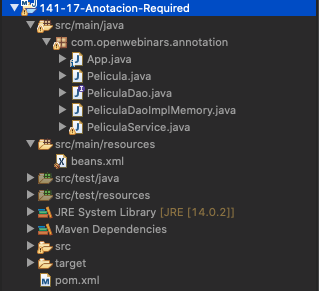 141-17-Anotacion-Required
src/main/java
com.openwebinars.annotation
App.java
Pelicula.java
PeliculaDao.java
PeliculaDaoImplMemory.java
PeliculaService.java
src/main/resources
beans.xml
src/test/java
src/test/resources
JRE System Library [JRE [14.0.2]]
Maven Dependencies
src
target
pom.xml